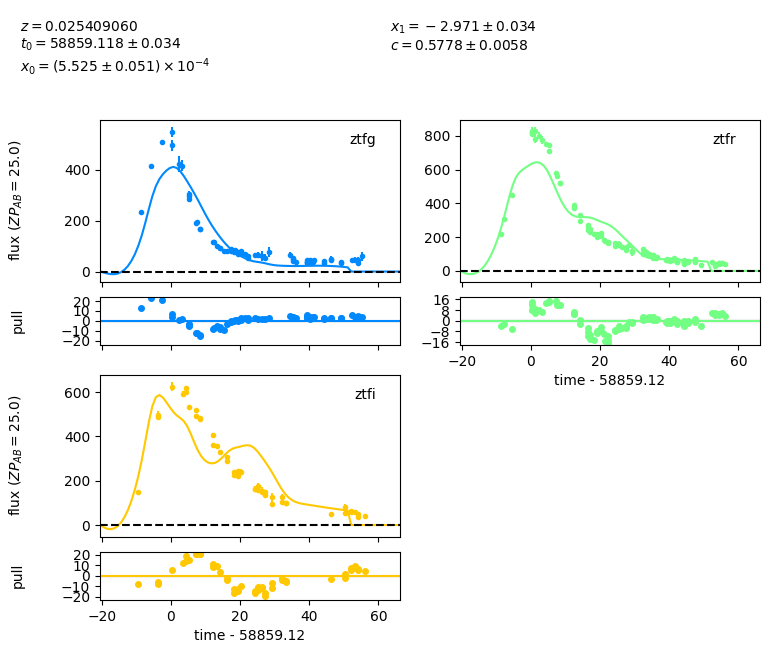 z = 0.025409060
t₀ = 58859.118 ± 0.034
x₀ = (5.525 ± 0.051) × 10⁻⁴
x₁ = −2.971 ± 0.034
c = 0.5778 ± 0.0058
ztfg
flux (ZP_AB = 25.0)
400
200
0
pull
20
10
0
−10
−20
ztfr
800
600
400
200
0
16
8
0
−8
−16
−20 0 20 40 60
time - 58859.12
ztfi
flux (ZP_AB = 25.0)
600
400
200
0
pull
20
10
0
−10
−20
−20 0 20 40 60
time - 58859.12